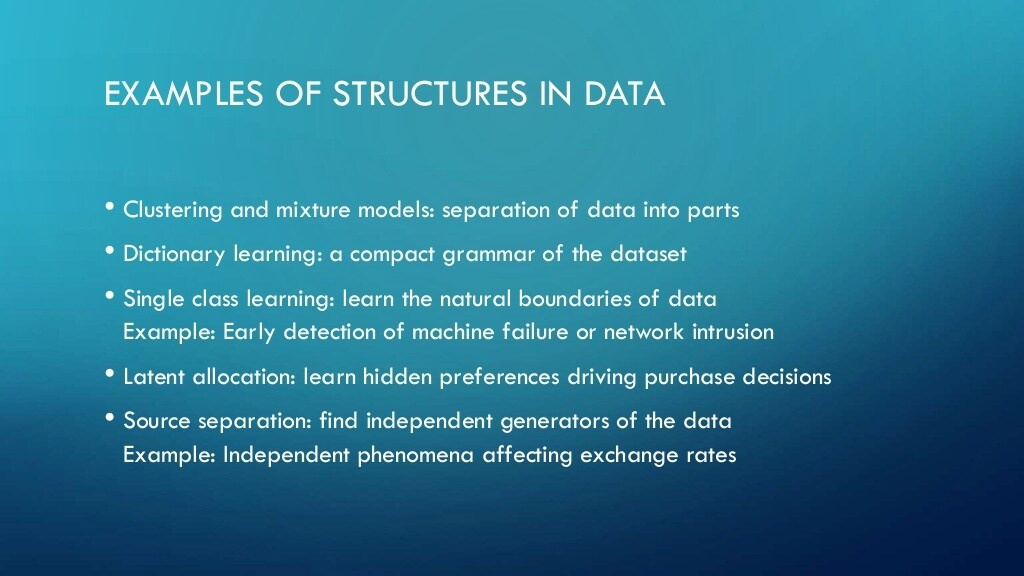 EXAMPLES OF STRUCTURES IN DATA
• Clustering and mixture models: separation of data into parts
• Dictionary learning: a compact grammar of the dataset
• Single class learning: learn the natural boundaries of data
Example: Early detection of machine failure or network intrusion
• Latent allocation: learn hidden preferences driving purchase decisions
• Source separation: find independent generators of the data
Example: Independent phenomena affecting exchange rates